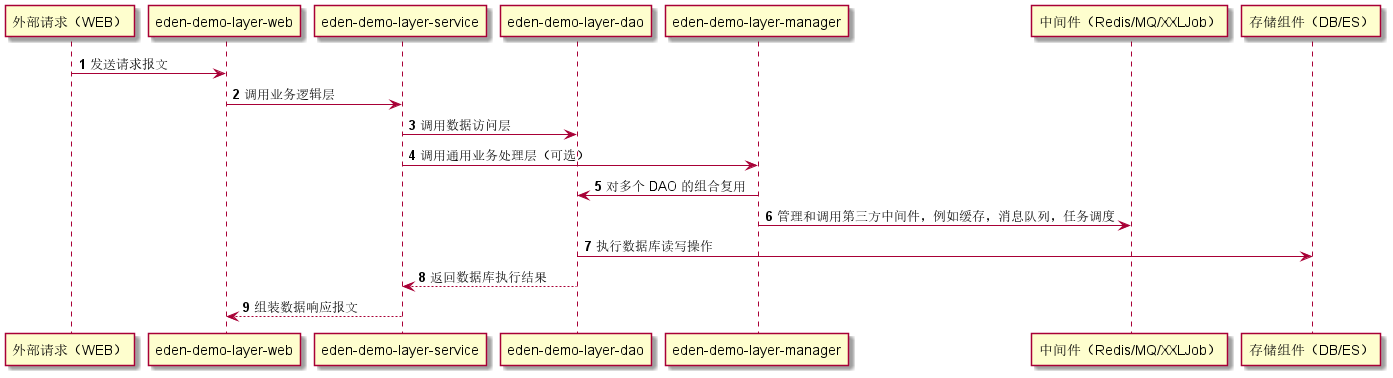 外部请求（WEB）
eden-demo-layer-web
eden-demo-layer-service
eden-demo-layer-dao
eden-demo-layer-manager
中间件（Redis/MQ/XXLJob）
存储组件（DB/ES）
1 发送请求报文
2 调用业务逻辑层
3 调用数据访问层
4 调用通用业务处理层（可选）
5 对多个 DAO 的组合复用
6 管理和调用第三方中间件，例如缓存，消息队列，任务调度
7 执行数据库读写操作
8 返回数据库执行结果
9 组装数据响应报文
外部请求（WEB）
eden-demo-layer-web
eden-demo-layer-service
eden-demo-layer-dao
eden-demo-layer-manager
中间件（Redis/MQ/XXLJob）
存储组件（DB/ES）